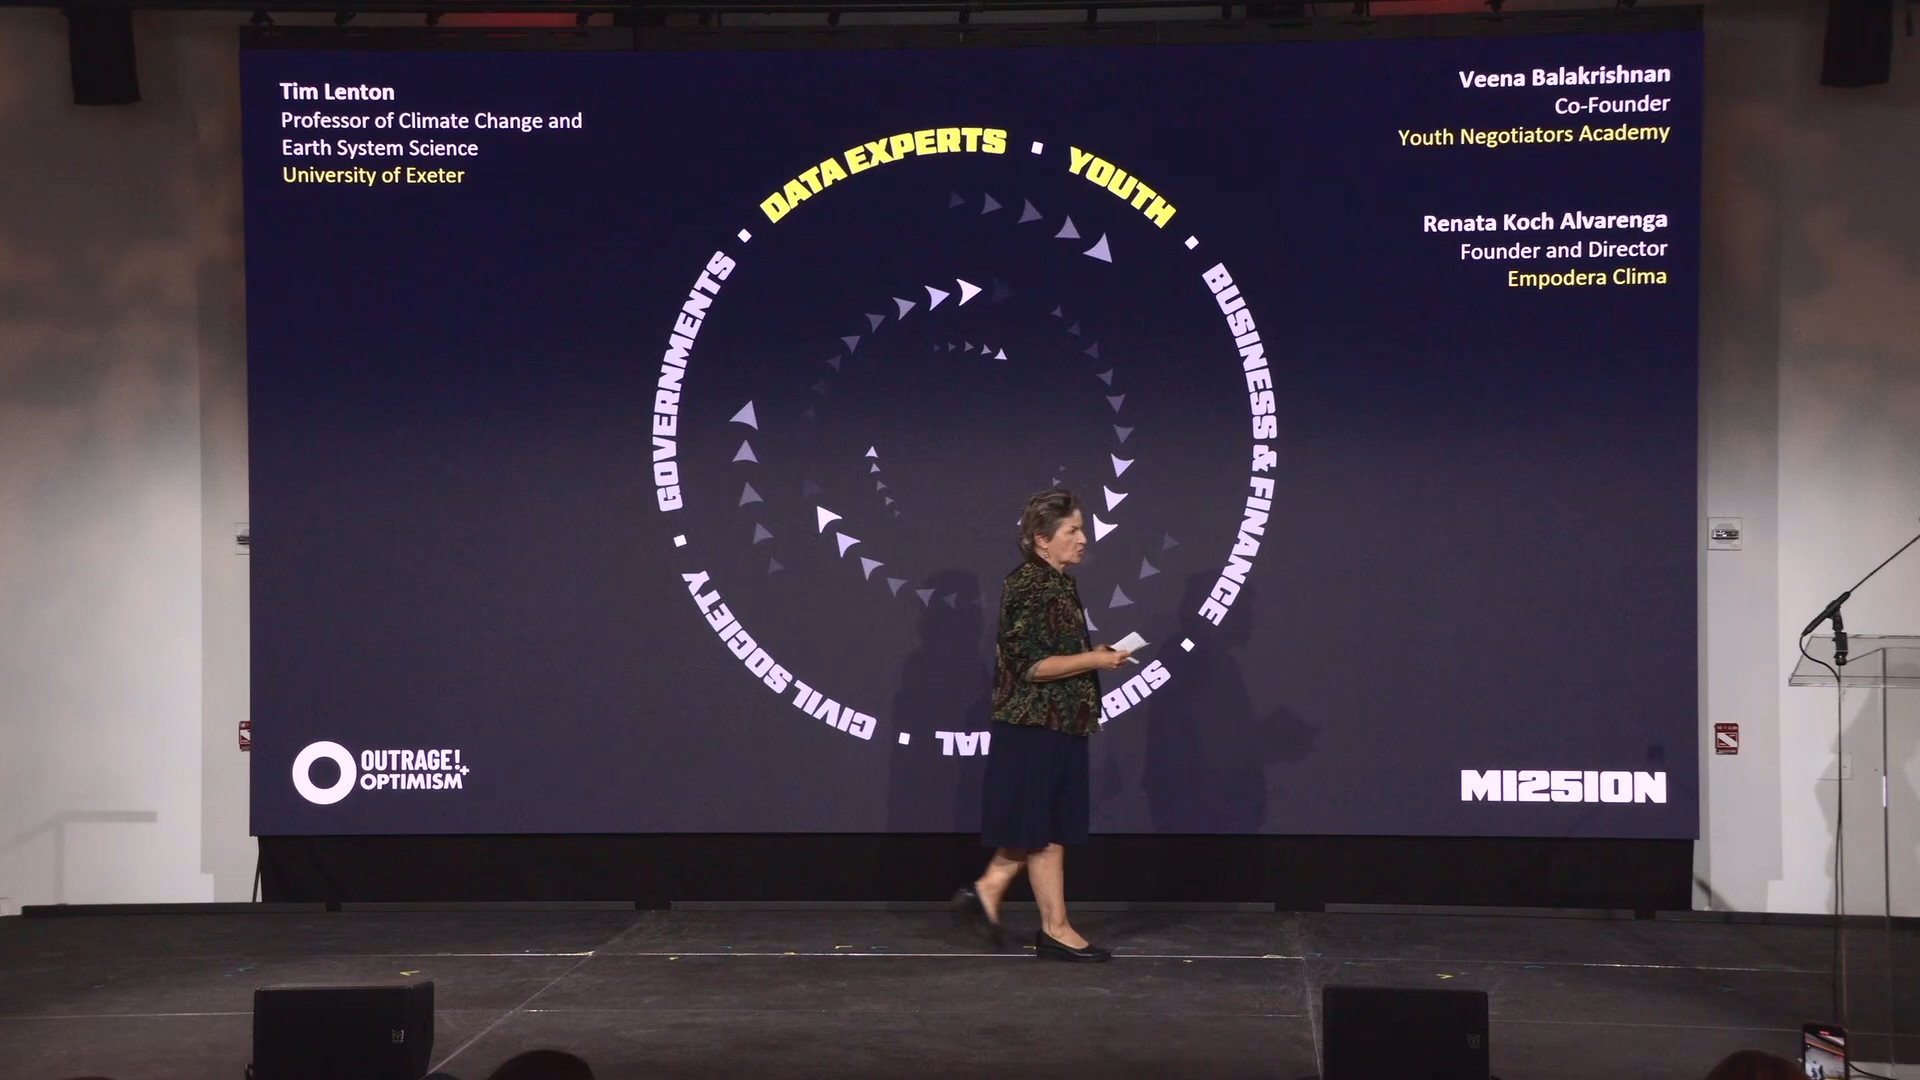 Tim Lenton
Professor of Climate Change and
Earth System Science
University of Exeter
Veena Balakrishnan
Co-Founder
Youth Negotiators Academy
Renata Koch Alvarenga
Founder and Director
Empodera Clima
DATA EXPERTS
YOUTH
BUSINESS & FINANCE
CIVIL SOCIETY
GOVERNMENTS
OUTRAGE!
+OPTIMISM
MI25ION